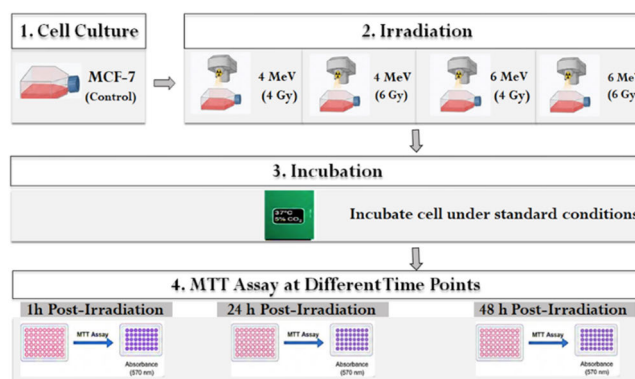 1. Cell Culture
MCF-7
(Control)
2. Irradiation
4 MeV
(4 Gy)
4 MeV
(6 Gy)
6 MeV
(4 Gy)
6 MeV
(6 Gy
3. Incubation
37°C
5% CO₂
Incubate cell under standard conditions
4. MTT Assay at Different Time Points
1h Post-Irradiation
MTT Assay
Absorbance
(570 nm)
24 h Post-Irradiation
MTT Assay
Absorbance
(570 nm)
48 h Post-Irradiation
MTT Assay
Absorbance
(570 nm)